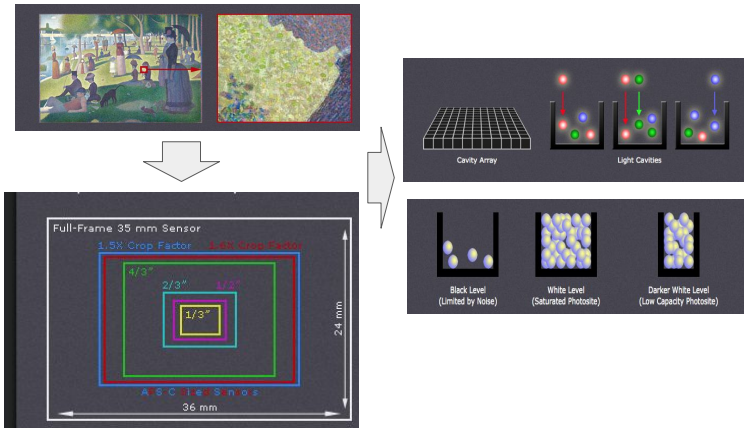 Full-Frame 35 mm Sensor
1.5X Crop Factor
1.6X Crop Factor
4/3"
2/3"
1/2"
1/3"
24 mm
36 mm
Cavity Array
Light Cavities
Black Level
(Limited by Noise)
White Level
(Saturated Photosite)
Darker White Level
(Low Capacity Photosite)